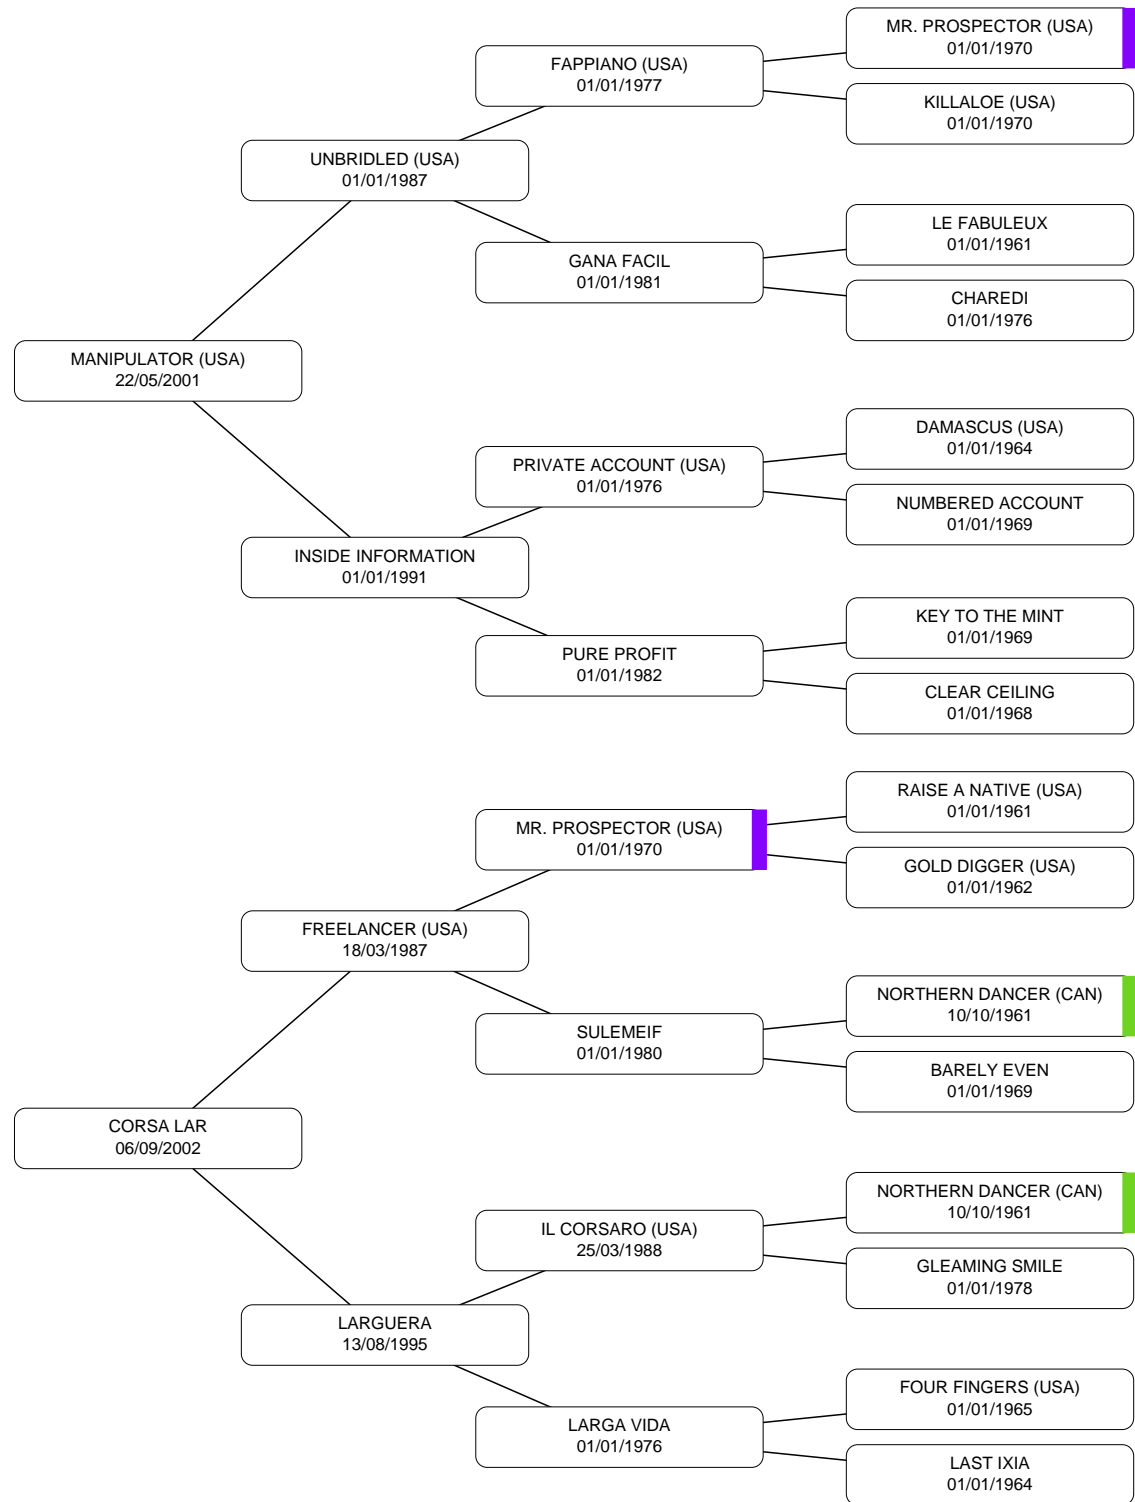 MR. PROSPECTOR (USA)
01/01/1970
FAPPIANO (USA)
01/01/1977
KILLALOE (USA)
01/01/1970
UNBRIDLED (USA)
01/01/1987
LE FABULEUX
01/01/1961
GANA FACIL
01/01/1981
CHAREDI
01/01/1976
MANIPULATOR (USA)
22/05/2001
DAMASCUS (USA)
01/01/1964
PRIVATE ACCOUNT (USA)
01/01/1976
NUMBERED ACCOUNT
01/01/1969
INSIDE INFORMATION
01/01/1991
KEY TO THE MINT
01/01/1969
PURE PROFIT
01/01/1982
CLEAR CEILING
01/01/1968
RAISE A NATIVE (USA)
01/01/1961
MR. PROSPECTOR (USA)
01/01/1970
GOLD DIGGER (USA)
01/01/1962
FREELANCER (USA)
18/03/1987
NORTHERN DANCER (CAN)
10/10/1961
SULEMEIF
01/01/1980
BARELY EVEN
01/01/1969
CORSA LAR
06/09/2002
NORTHERN DANCER (CAN)
10/10/1961
IL CORSARO (USA)
25/03/1988
GLEAMING SMILE
01/01/1978
LARGUERA
13/08/1995
FOUR FINGERS (USA)
01/01/1965
LARGA VIDA
01/01/1976
LAST IXIA
01/01/1964